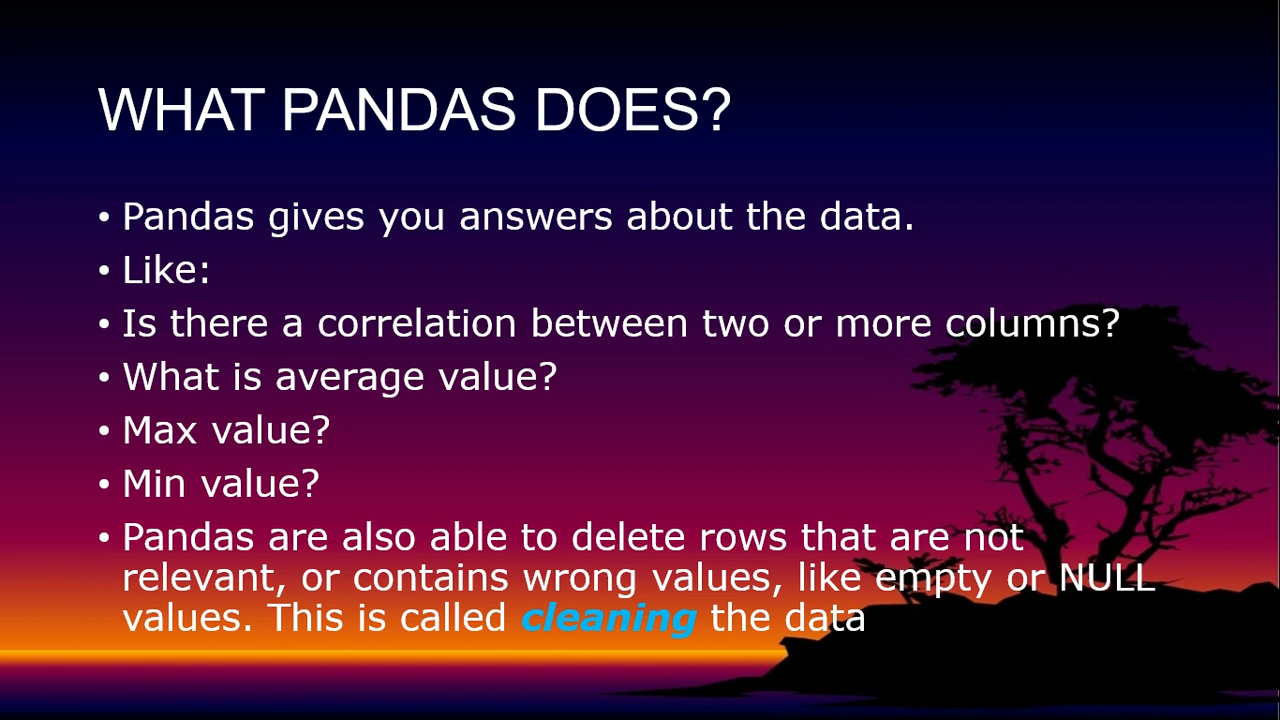 WHAT PANDAS DOES?
• Pandas gives you answers about the data.
• Like:
• Is there a correlation between two or more columns?
• What is average value?
• Max value?
• Min value?
• Pandas are also able to delete rows that are not
relevant, or contains wrong values, like empty or NULL
values. This is called cleaning the data